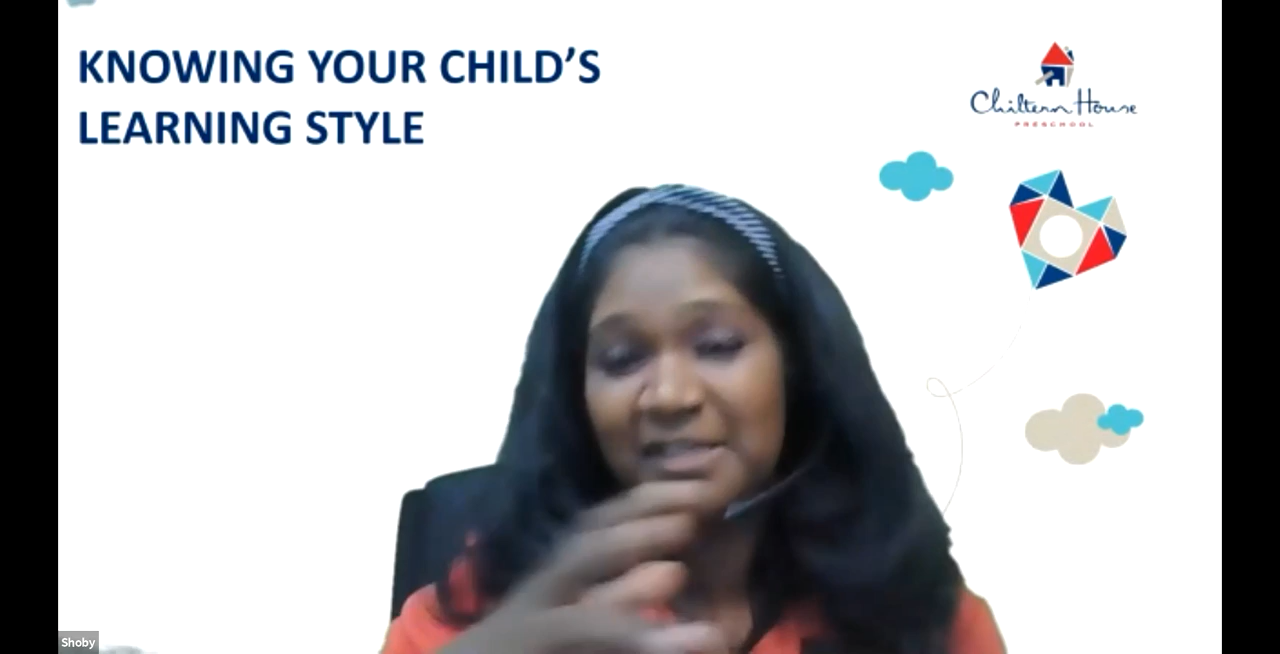 KNOWING YOUR CHILD’S
LEARNING STYLE
Chiltern House
PRESCHOOL
Shoby